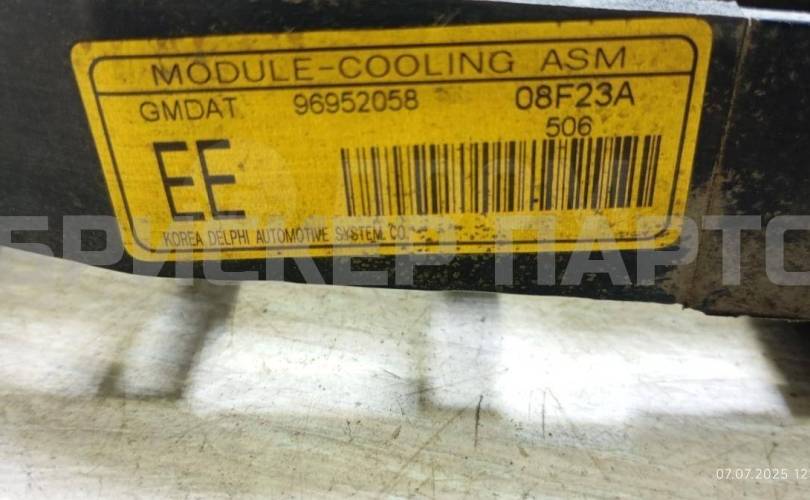 MODULE-COOLING ASM
GMDAT 96952058 08F23A
506
EE
KOREA DELPHI AUTOMOTIVE SYSTEM. CO.
БРИСКЕР ПАРТС
07.07.2025 12